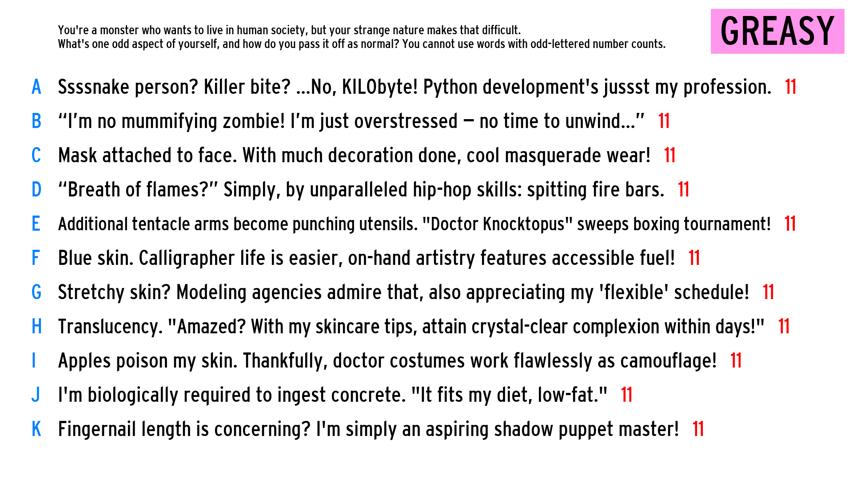 You're a monster who wants to live in human society, but your strange nature makes that difficult.
What's one odd aspect of yourself, and how do you pass it off as normal? You cannot use words with odd-lettered number counts.
GREASY
A Ssssnake person? Killer bite? ...No, KILObyte! Python development's jussst my profession. 11
B “I’m no mummifying zombie! I’m just overstressed – no time to unwind...” 11
C Mask attached to face. With much decoration done, cool masquerade wear! 11
D “Breath of flames?” Simply, by unparalleled hip-hop skills: spitting fire bars. 11
E Additional tentacle arms become punching utensils. "Doctor Knocktopus" sweeps boxing tournament! 11
F Blue skin. Calligrapher life is easier, on-hand artistry features accessible fuel! 11
G Stretchy skin? Modeling agencies admire that, also appreciating my 'flexible' schedule! 11
H Translucency. "Amazed? With my skincare tips, attain crystal-clear complexion within days!" 11
I Apples poison my skin. Thankfully, doctor costumes work flawlessly as camouflage! 11
J I'm biologically required to ingest concrete. "It fits my diet, low-fat." 11
K Fingernail length is concerning? I'm simply an aspiring shadow puppet master! 11